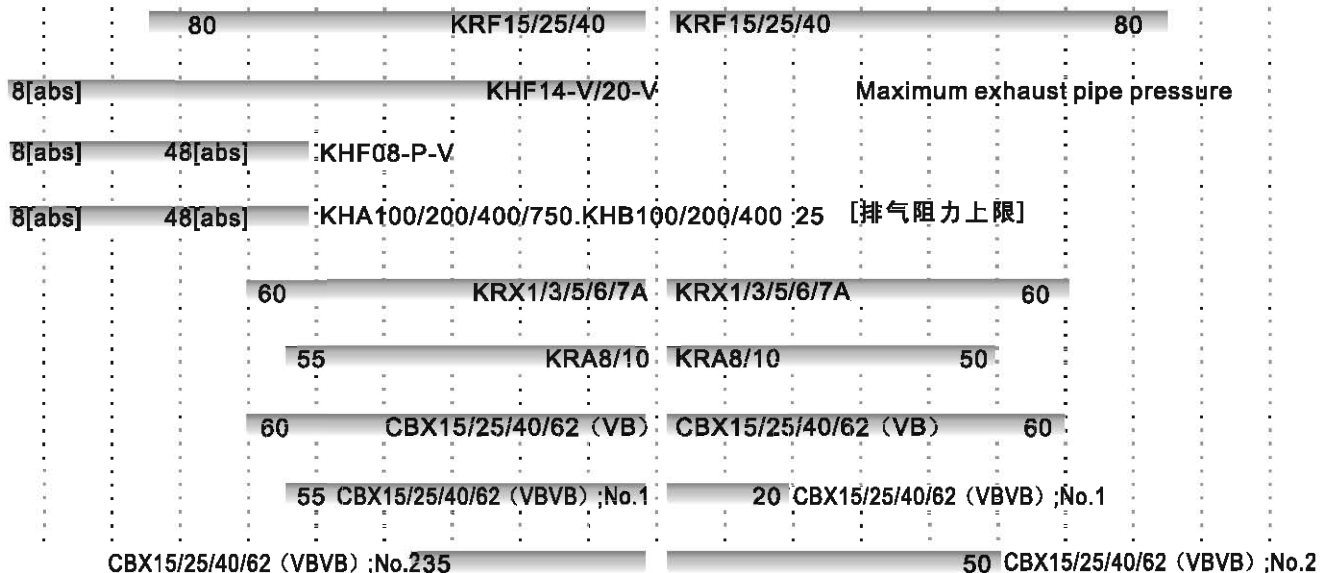 80 KRF15/25/40 KRF15/25/40 80
8[abs] KHF14-V/20-V Maximum exhaust pipe pressure
8[abs] 48[abs] KHF08-P-V
8[abs] 48[abs] KHA100/200/400/750.KHB100/200/400 25 [排气阻力上限]
60 KRX1/3/5/6/7A KRX1/3/5/6/7A 60
55 KRA8/10 KRA8/10 50
60 CBX15/25/40/62（VB） CBX15/25/40/62（VB） 60
55 CBX15/25/40/62（VBVB）;No.1 20 CBX15/25/40/62（VBVB）;No.1
CBX15/25/40/62（VBVB）;No.2 35 50 CBX15/25/40/62（VBVB）;No.2